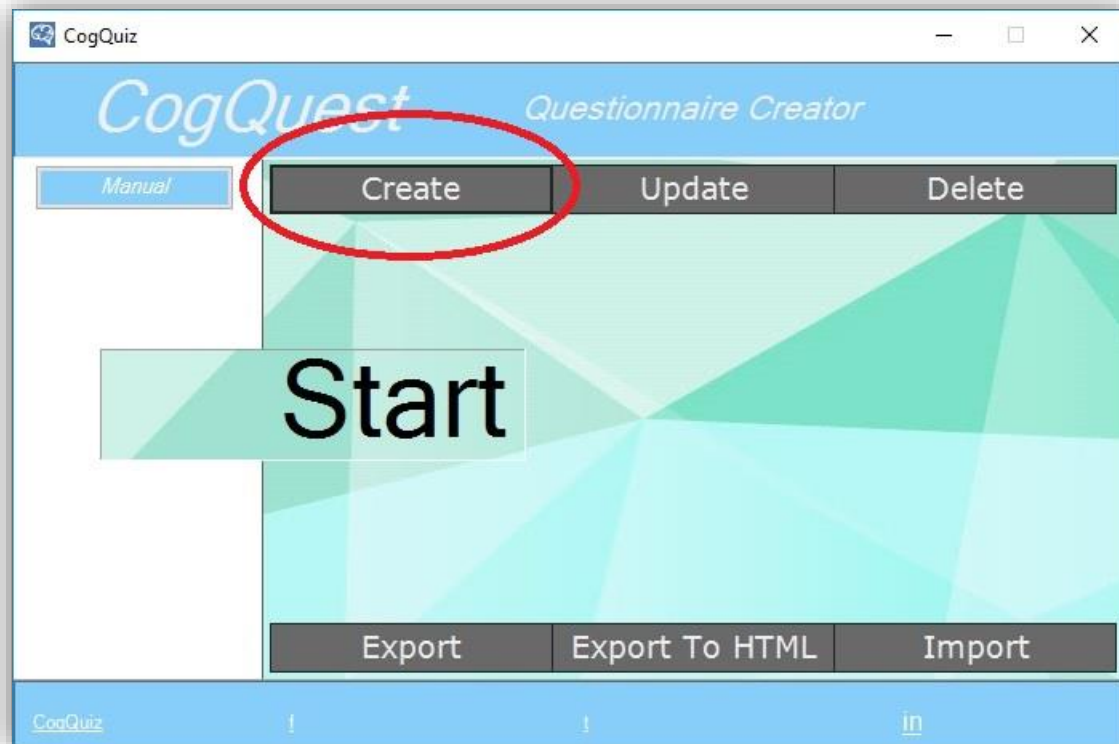 CogQuiz
CogQuest Questionnaire Creator
Manual
Create Update Delete
Start
Export Export To HTML Import
CogQuiz f t in